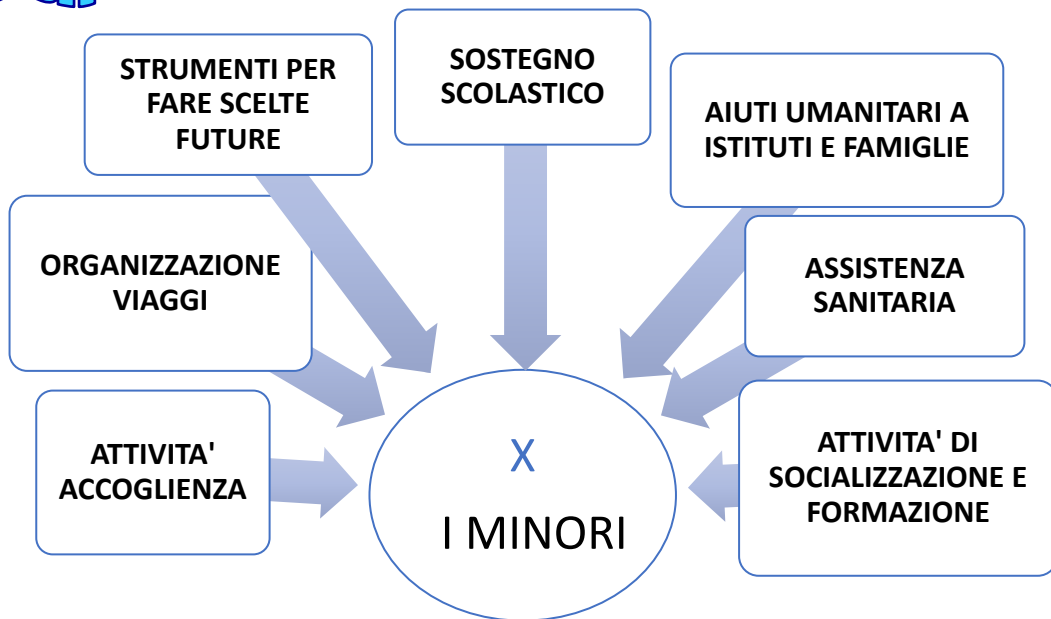 STRUMENTI PER
FARE SCELTE
FUTURE
SOSTEGNO
SCOLASTICO
AIUTI UMANITARI A
ISTITUTI E FAMIGLIE
ORGANIZZAZIONE
VIAGGI
ASSISTENZA
SANITARIA
ATTIVITA'
ACCOGLIENZA
X
I MINORI
ATTIVITA' DI
SOCIALIZZAZIONE E
FORMAZIONE